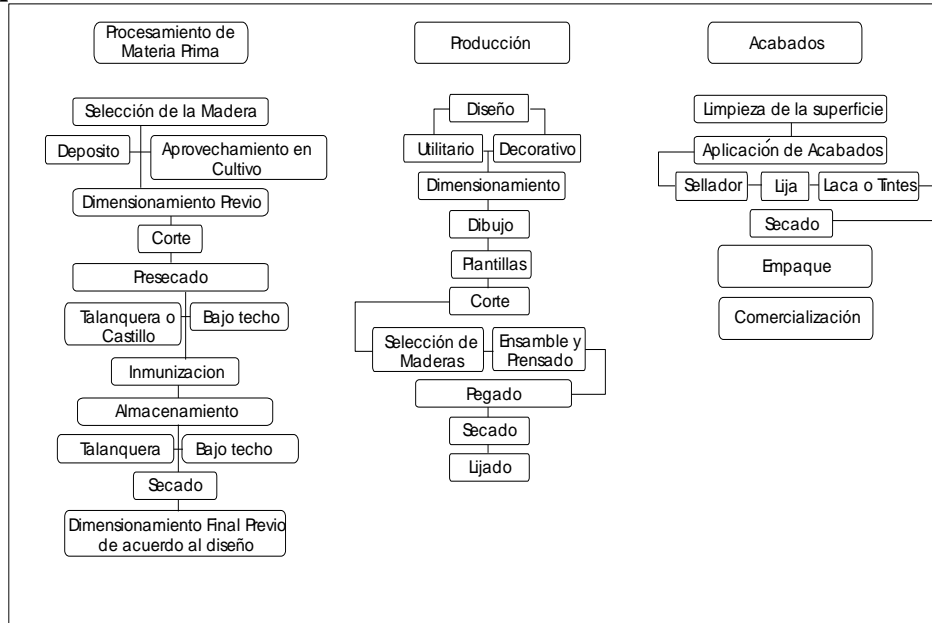 Procesamiento de
Materia Prima
Selección de la Madera
Deposito
Aprovechamiento en
Cultivo
Dimensionamiento Previo
Corte
Presecado
Talanquera o
Castillo
Bajo techo
Inmunizacion
Almacenamiento
Talanquera
Bajo techo
Secado
Dimensionamiento Final Previo
de acuerdo al diseño
Producción
Diseño
Utilitario
Decorativo
Dimensionamiento
Dibujo
Plantillas
Corte
Selección de
Maderas
Ensamble y
Prensado
Pegado
Secado
Lijado
Acabados
Limpieza de la superficie
Aplicación de Acabados
Sellador
Lija
Laca o Tintes
Secado
Empaque
Comercialización